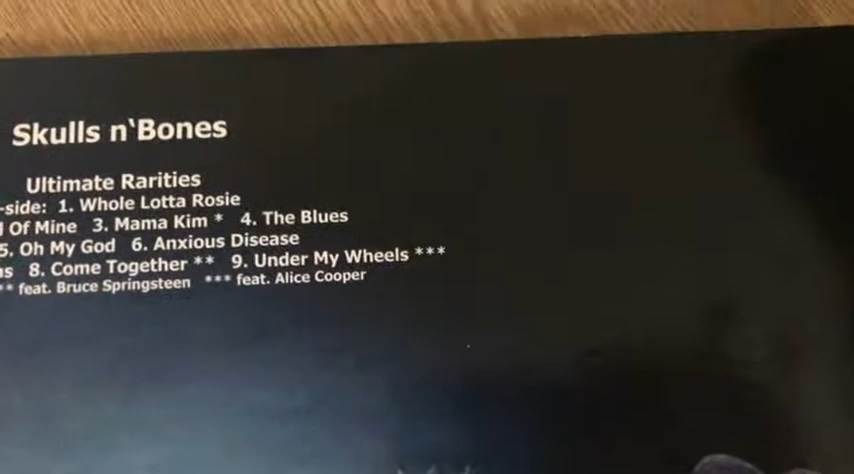 Skulls n'Bones
Ultimate Rarities
-side: 1. Whole Lotta Rosie
Of Mine 3. Mama Kim * 4. The Blues
5. Oh My God 6. Anxious Disease
8. Come Together ** 9. Under My Wheels ***
** feat. Bruce Springsteen *** feat. Alice Cooper